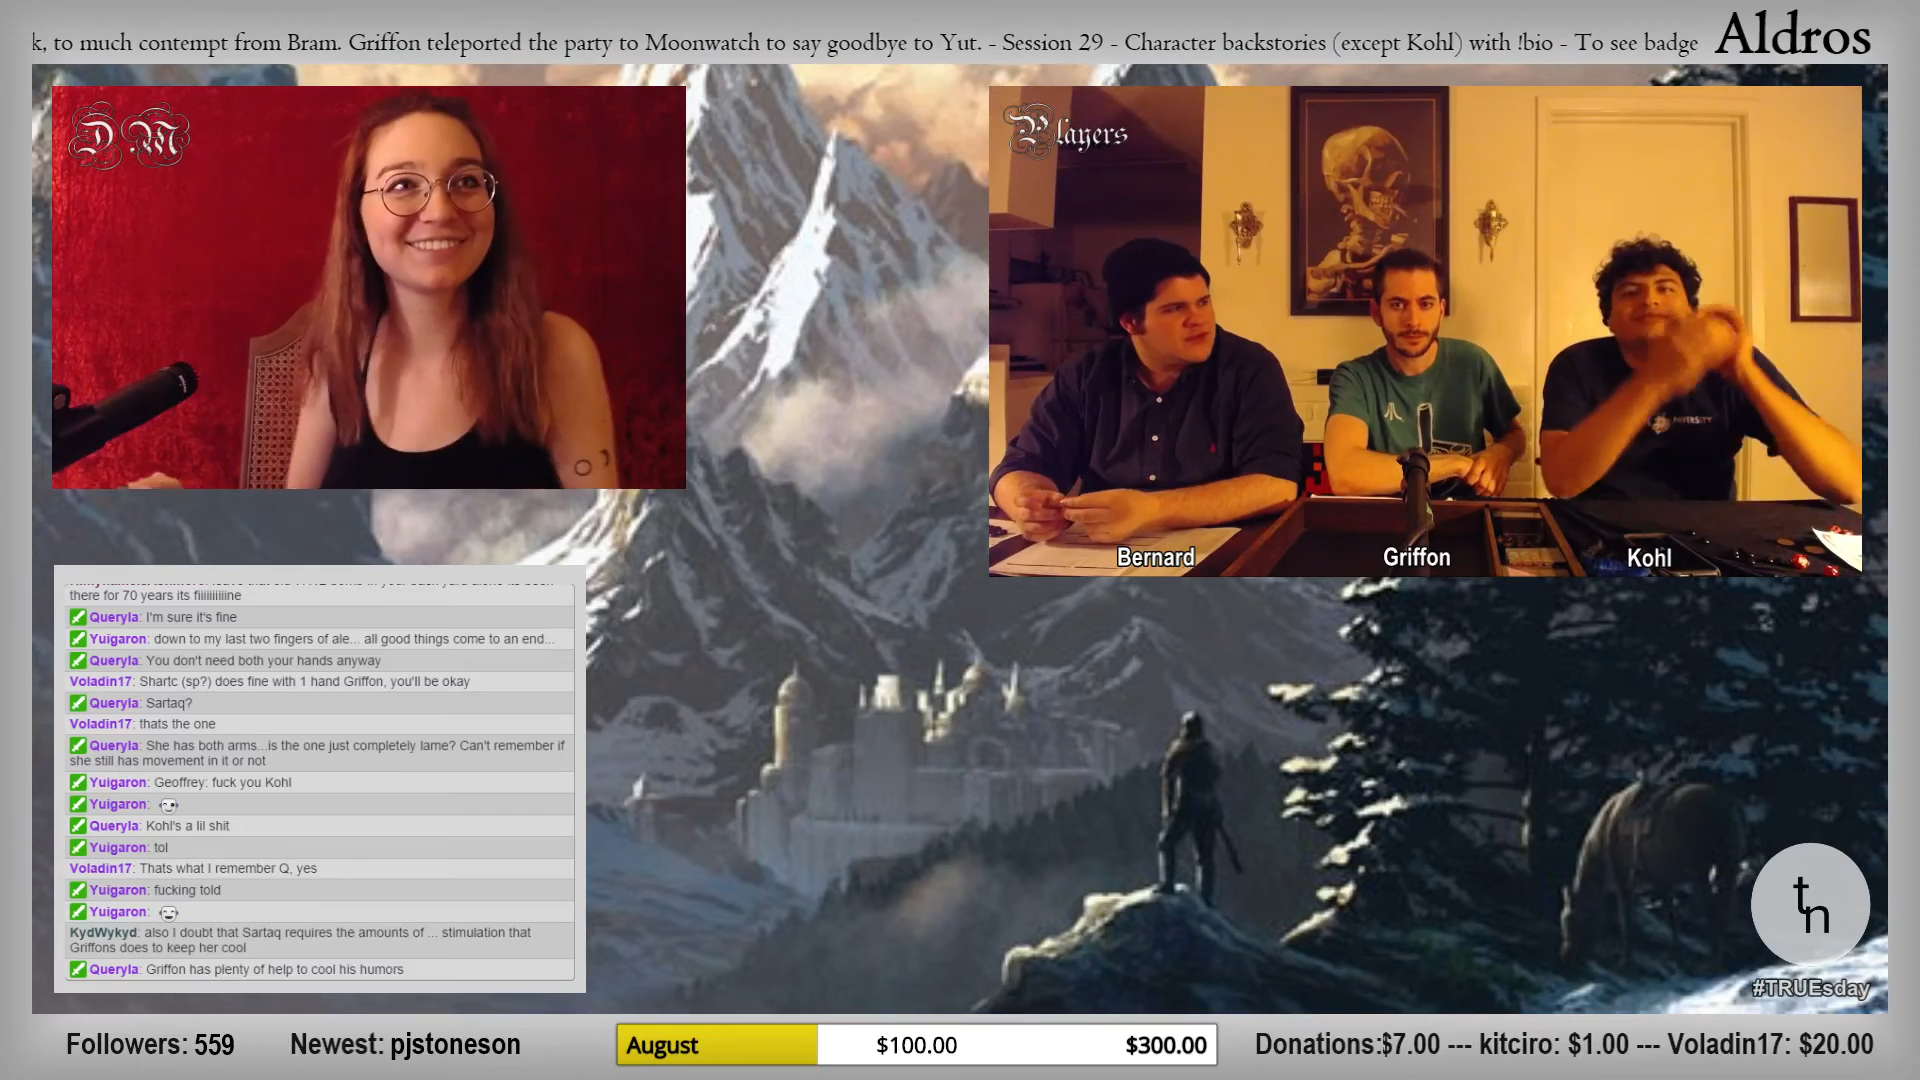 k, to much contempt from Bram. Griffon teleported the party to Moonwatch to say goodbye to Yut. - Session 29 - Character backstories (except Kohl) with !bio - To see badge
Aldros
DM
Players
Bernard
Griffon
Kohl
there for 70 years its fiiiiiiiiiine
Queryla: I'm sure it's fine
Yuigaron: down to my last two fingers of ale... all good things come to an end...
Queryla: You don't need both your hands anyway
Voladin17: Shartc (sp?) does fine with 1 hand Griffon, you'll be okay
Queryla: Sartaq?
Voladin17: thats the one
Queryla: She has both arms...is the one just completely lame? Can't remember if
she still has movement in it or not
Yuigaron: Geoffrey: fuck you Kohl
Yuigaron:
Queryla: Kohl's a lil shit
Yuigaron: tol
Voladin17: Thats what I remember Q, yes
Yuigaron: fucking told
Yuigaron:
KydWykyd: also I doubt that Sartaq requires the amounts of ... stimulation that
Griffons does to keep her cool
Queryla: Griffon has plenty of help to cool his humors
tn
#TRUEsday
Followers: 559
Newest: pjstoneson
August
$100.00
$300.00
Donations:$7.00 --- kitciro: $1.00 --- Voladin17: $20.00